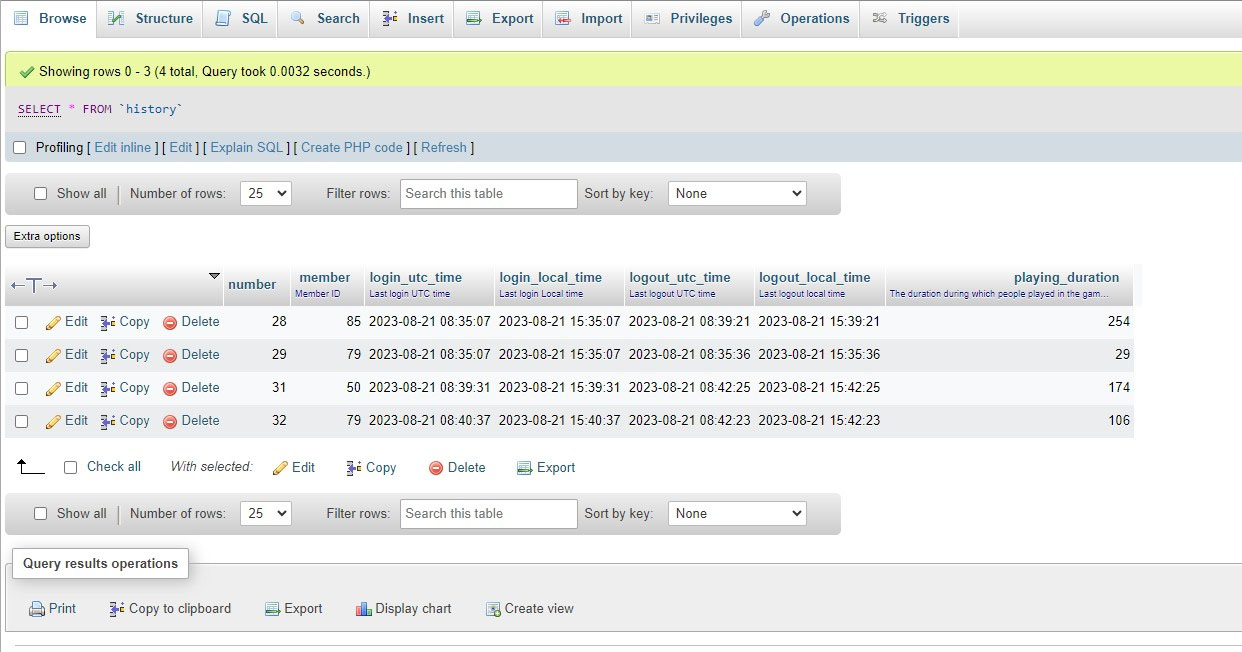 Browse Structure SQL Search Insert Export Import Privileges Operations Triggers
Showing rows 0 - 3 (4 total, Query took 0.0032 seconds.)
SELECT * FROM `history`
Profiling [ Edit inline ] [ Edit ] [ Explain SQL ] [ Create PHP code ] [ Refresh ]
Show all Number of rows: 25 Filter rows: Search this table Sort by key: None
Extra options
←T→ number member login_utc_time login_local_time logout_utc_time logout_local_time playing_duration
Member ID Last login UTC time Last login Local time Last logout UTC time Last logout local time The duration during which people played in the gam...
Edit Copy Delete 28 85 2023-08-21 08:35:07 2023-08-21 15:35:07 2023-08-21 08:39:21 2023-08-21 15:39:21 254
Edit Copy Delete 29 79 2023-08-21 08:35:07 2023-08-21 15:35:07 2023-08-21 08:35:36 2023-08-21 15:35:36 29
Edit Copy Delete 31 50 2023-08-21 08:39:31 2023-08-21 15:39:31 2023-08-21 08:42:25 2023-08-21 15:42:25 174
Edit Copy Delete 32 79 2023-08-21 08:40:37 2023-08-21 15:40:37 2023-08-21 08:42:23 2023-08-21 15:42:23 106
Check all With selected: Edit Copy Delete Export
Show all Number of rows: 25 Filter rows: Search this table Sort by key: None
Query results operations
Print Copy to clipboard Export Display chart Create view